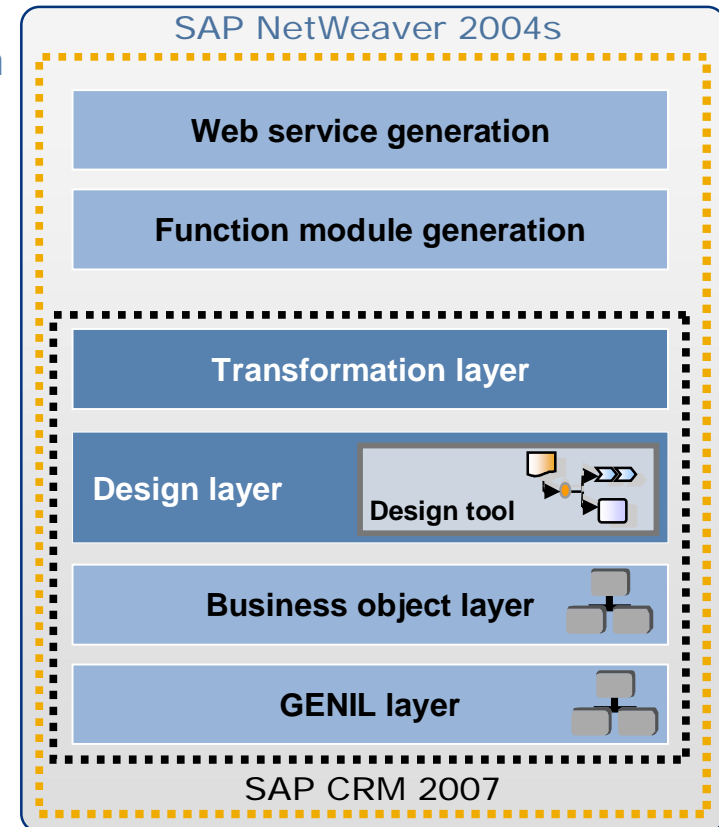 SAP NetWeaver 2004s
Web service generation
Function module generation
Transformation layer
Design layer
Design tool
Business object layer
GENIL layer
SAP CRM 2007